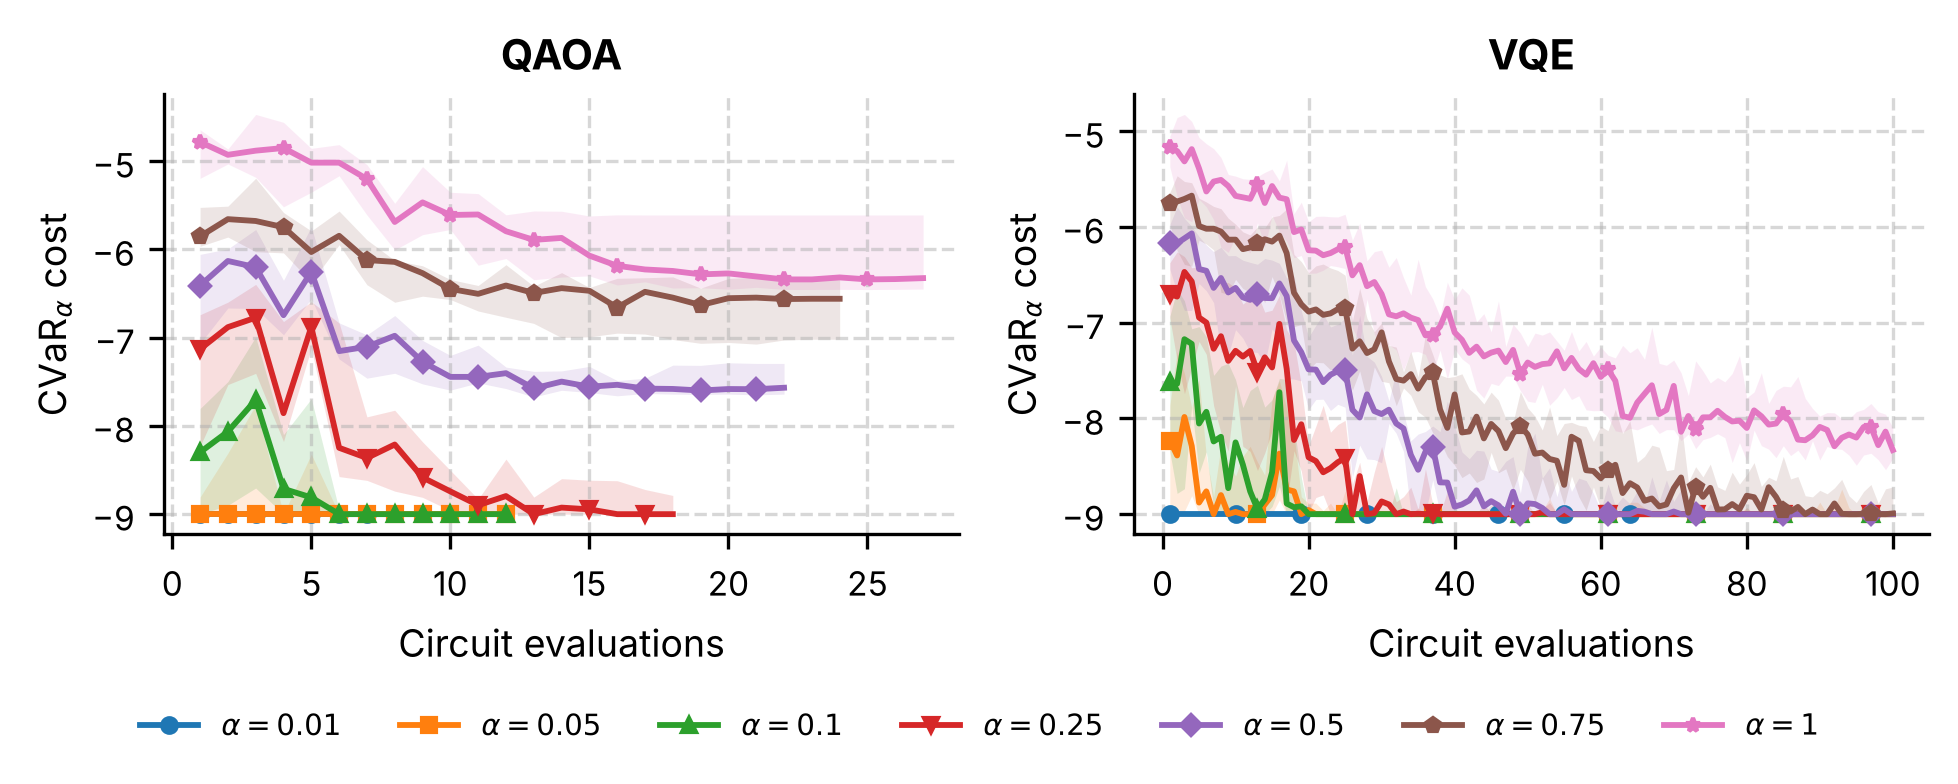 QAOA
CVaRα cost
−5
−6
−7
−8
−9
0 5 10 15 20 25
Circuit evaluations
VQE
CVaRα cost
−5
−6
−7
−8
−9
0 20 40 60 80 100
Circuit evaluations
α = 0.01 α = 0.05 α = 0.1 α = 0.25 α = 0.5 α = 0.75 α = 1